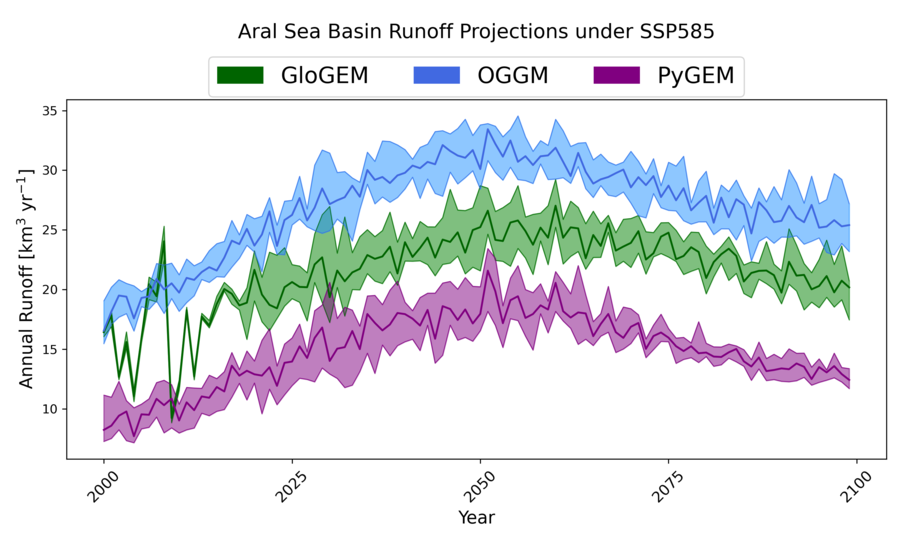 Aral Sea Basin Runoff Projections under SSP585
GloGEM OGGM PyGEM
Annual Runoff [km³ yr⁻¹]
35
30
25
20
15
10
2000 2025 2050 2075 2100
Year